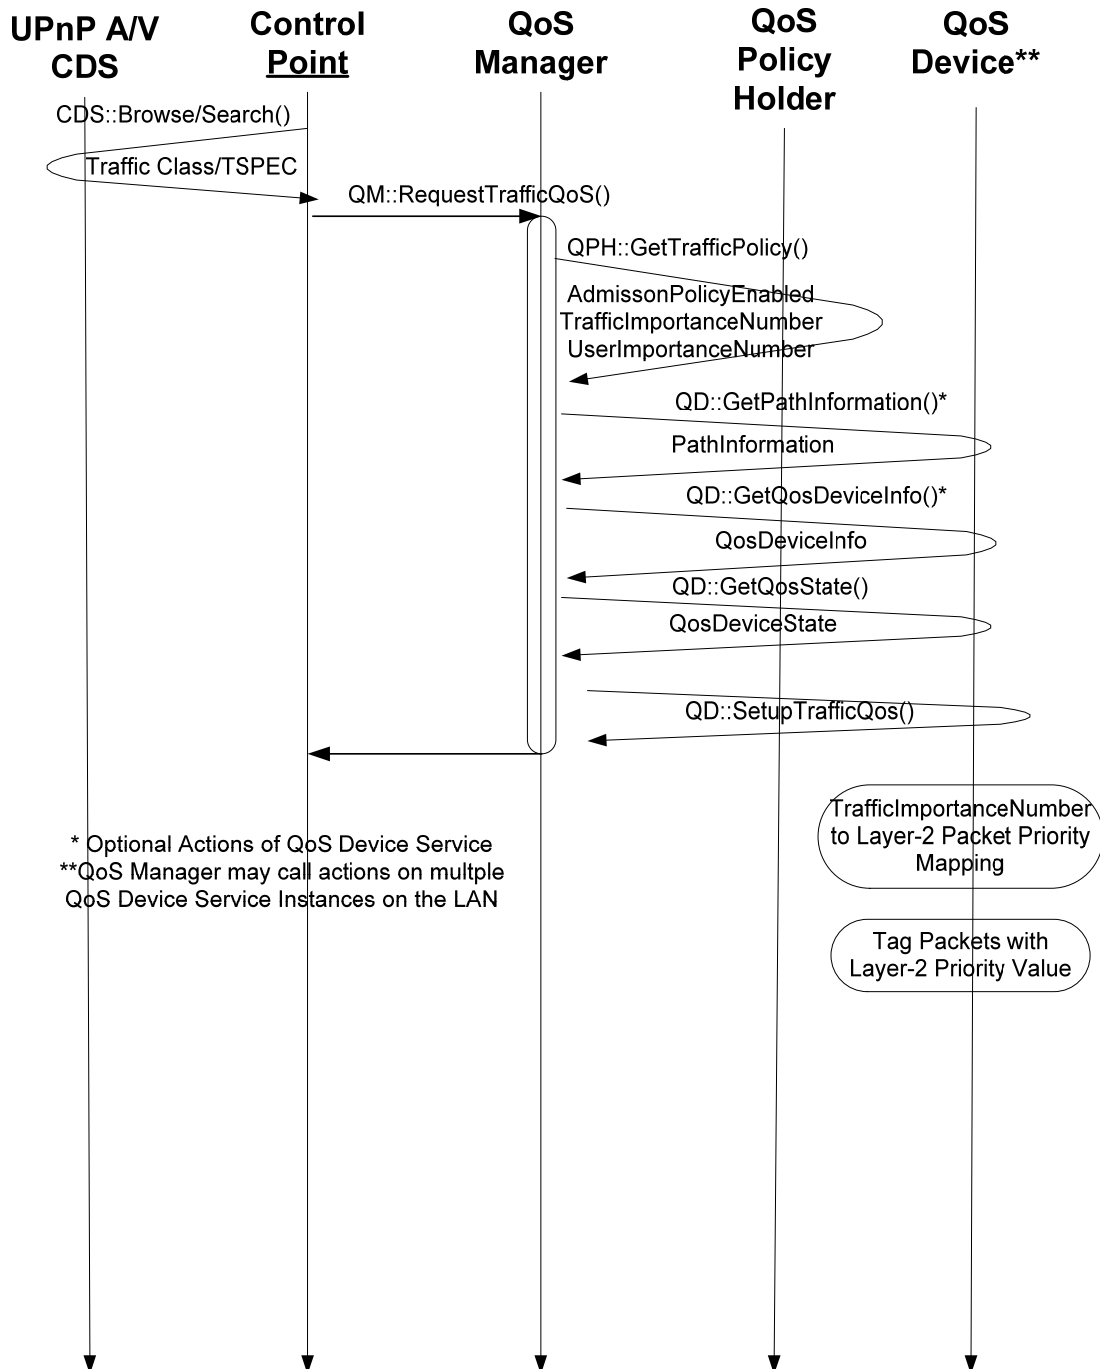 UPnP A/V
CDS
Control
Point
QoS
Manager
QoS
Policy
Holder
QoS
Device**
CDS::Browse/Search()
Traffic Class/TSPEC
QM::RequestTrafficQoS()
QPH::GetTrafficPolicy()
AdmissonPolicyEnabled
TrafficImportanceNumber
UserImportanceNumber
QD::GetPathInformation()*
PathInformation
QD::GetQosDeviceInfo()*
QosDeviceInfo
QD::GetQosState()
QosDeviceState
QD::SetupTrafficQos()
TrafficImportanceNumber
to Layer-2 Packet Priority
Mapping
* Optional Actions of QoS Device Service
**QoS Manager may call actions on multple
QoS Device Service Instances on the LAN
Tag Packets with
Layer-2 Priority Value